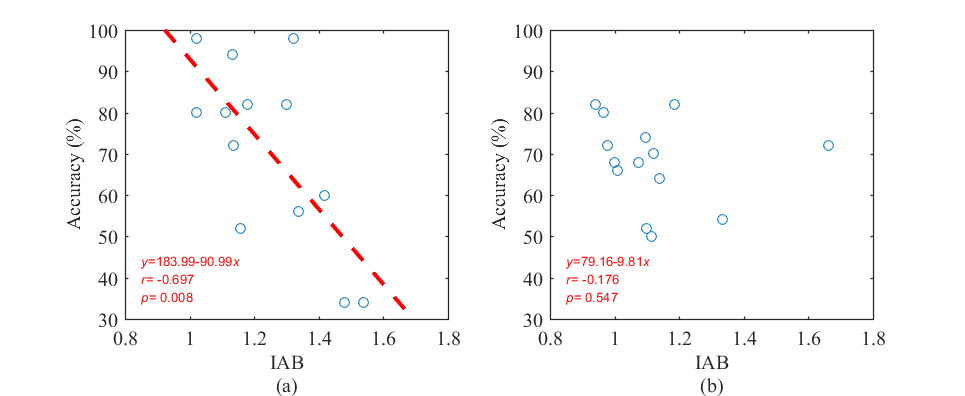 100
90
80
70
60
50
40
30
Accuracy (%)
y=183.99-90.99x
r= -0.697
p= 0.008
0.8 1 1.2 1.4 1.6 1.8
IAB
(a)
100
90
80
70
60
50
40
30
Accuracy (%)
y=79.16-9.81x
r= -0.176
p= 0.547
0.8 1 1.2 1.4 1.6 1.8
IAB
(b)